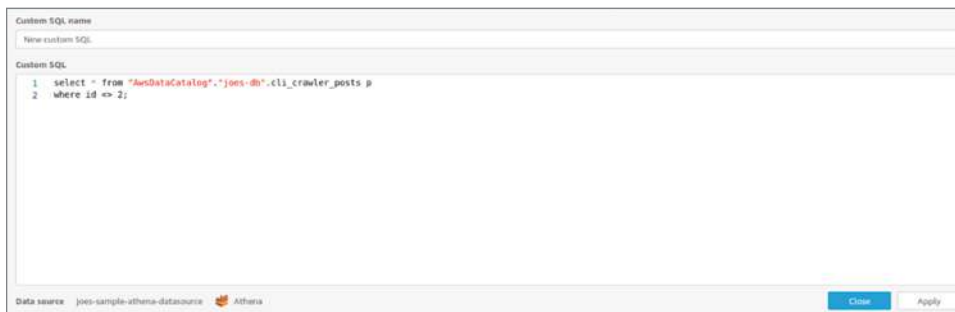 Custom SQL name
New custom SQL
Custom SQL
1 select * from "AwsDataCatalog"."joes-db".cli_crawler_posts p
2 where id <> 2;
Data source joes-sample-athena-datasource Athena Close Apply